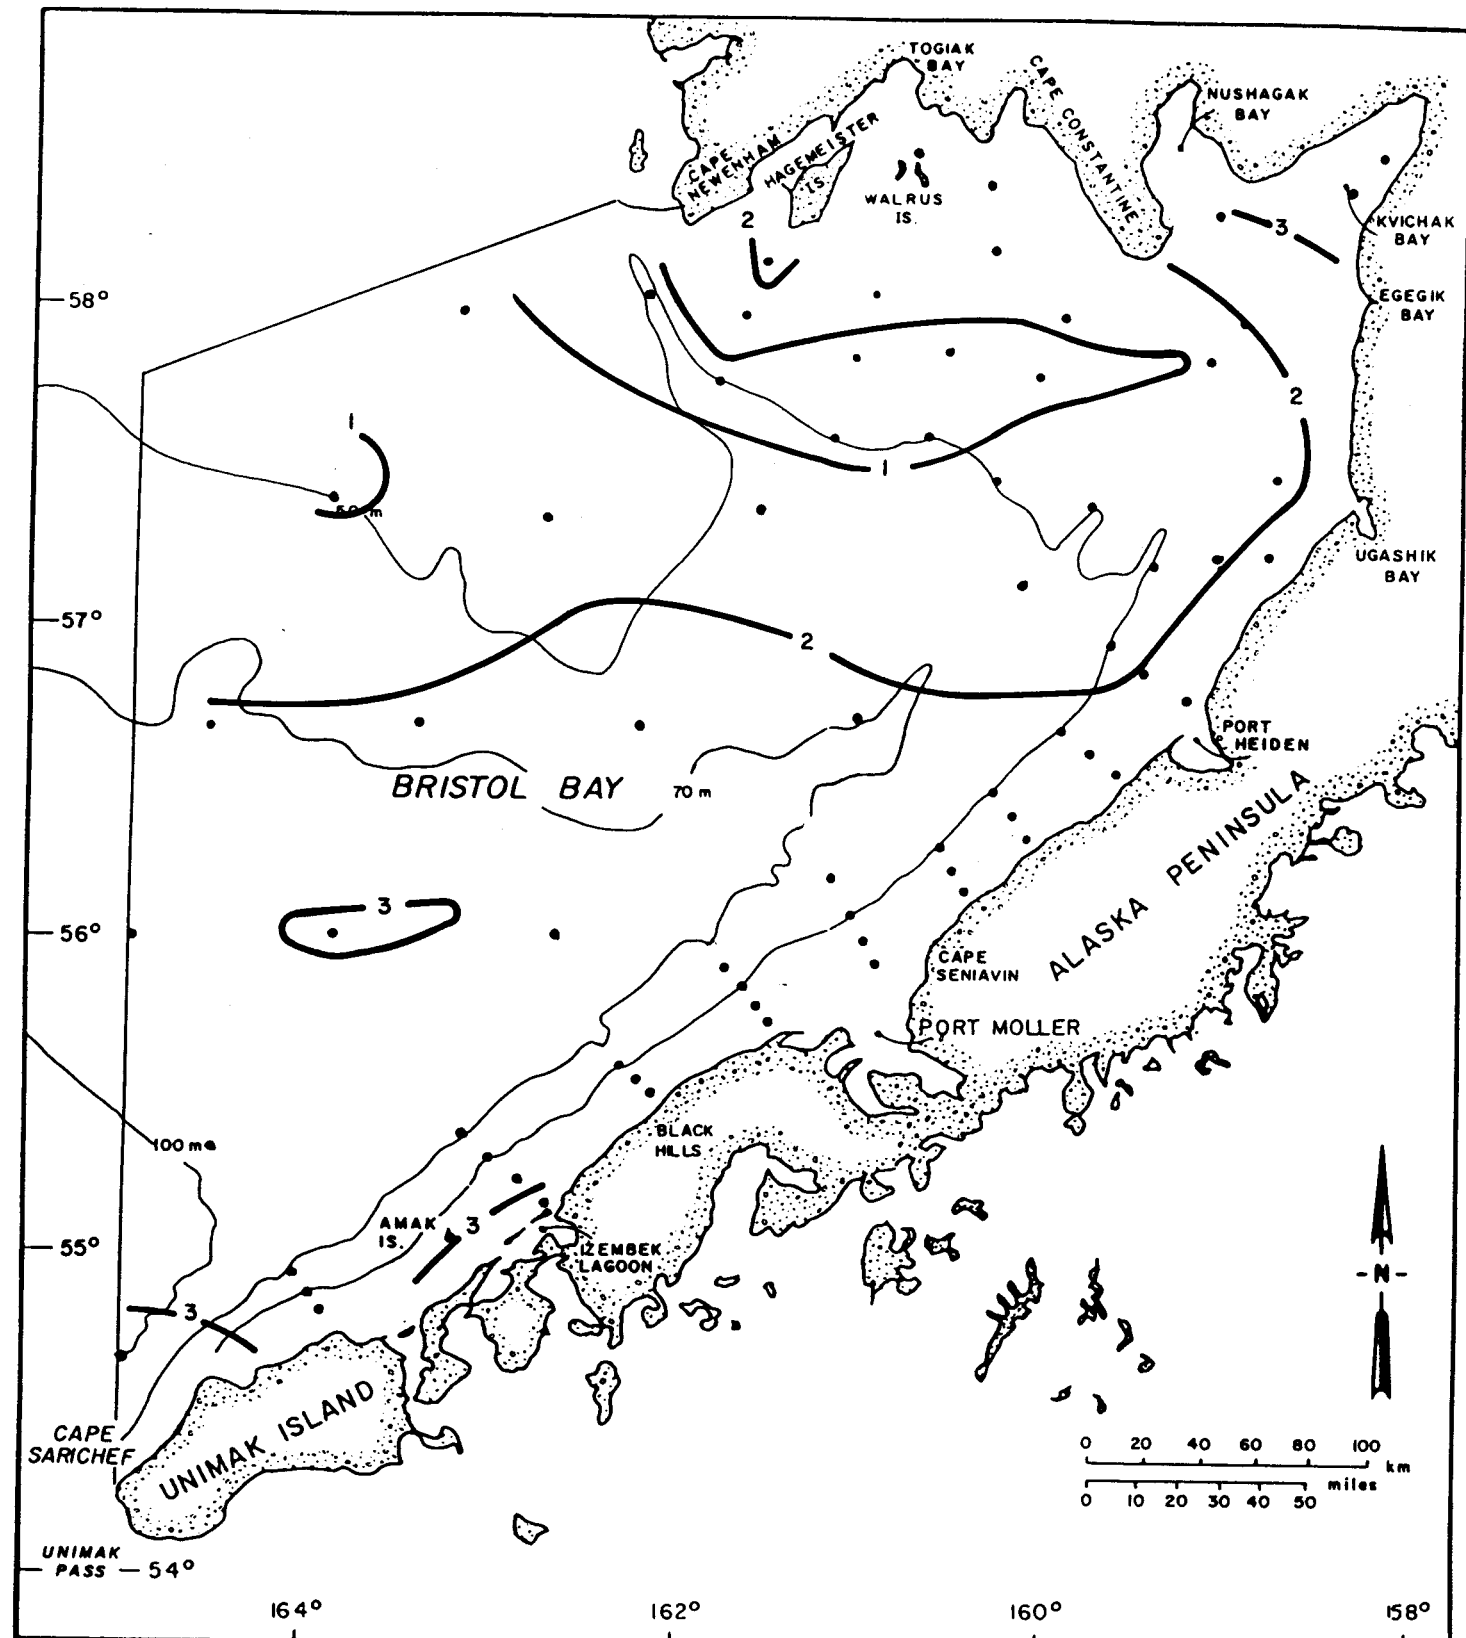 TOGIAK
BAY
CAPE CONSTANTINE
NUSHAGAK
BAY
CAPE
NEWENHAM
HAGEMEISTER
IS.
WALRUS
IS.
2
3
KVICHAK
BAY
58°
EGEGIK
BAY
2
1
1
50 m
UGASHIK
BAY
57°
2
PORT
HEIDEN
BRISTOL BAY
70 m
ALASKA PENINSULA
3
56°
CAPE
SENIAVIN
PORT MOLLER
BLACK
HILLS
100 m
AMAK
IS.
3
55°
IZEMBEK
LAGOON
N
3
CAPE
SARICHEF
UNIMAK ISLAND
0 20 40 60 80 100
km
miles
0 10 20 30 40 50
UNIMAK
PASS
54°
164° 162° 160° 158°